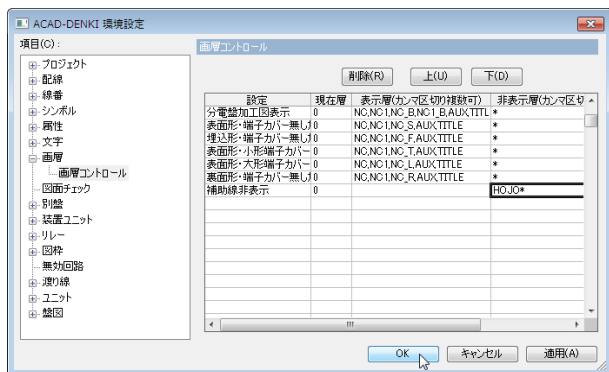 ACAD-DENKI 環境設定
項目(C):
プロジェクト
配線
線番
シンボル
属性
文字
画層
画層コントロール
図面チェック
別盤
装置ユニット
リレー
図枠
無効回路
渡り線
ユニット
盤図
画層コントロール
削除(R) 上(U) 下(D)
設定 現在層 表示層(カンマ区切り複数可) 非表示層(カンマ区切
分電盤加工図表示 0 NC,NC1,NC_B,NC1_B,AUX,TITL *
表面形・端子カバー無し 0 NC,NC1,NC_S,AUX,TITLE *
埋込形・端子カバー無し 0 NC,NC1,NC_F,AUX,TITLE *
表面形・小形端子カバー 0 NC,NC1,NC_T,AUX,TITLE *
表面形・大形端子カバー 0 NC,NC1,NC_L,AUX,TITLE *
裏面形・端子カバー無し 0 NC,NC1,NC_R,AUX,TITLE *
補助線非表示 0 HOJO*
OK キャンセル 適用(A)